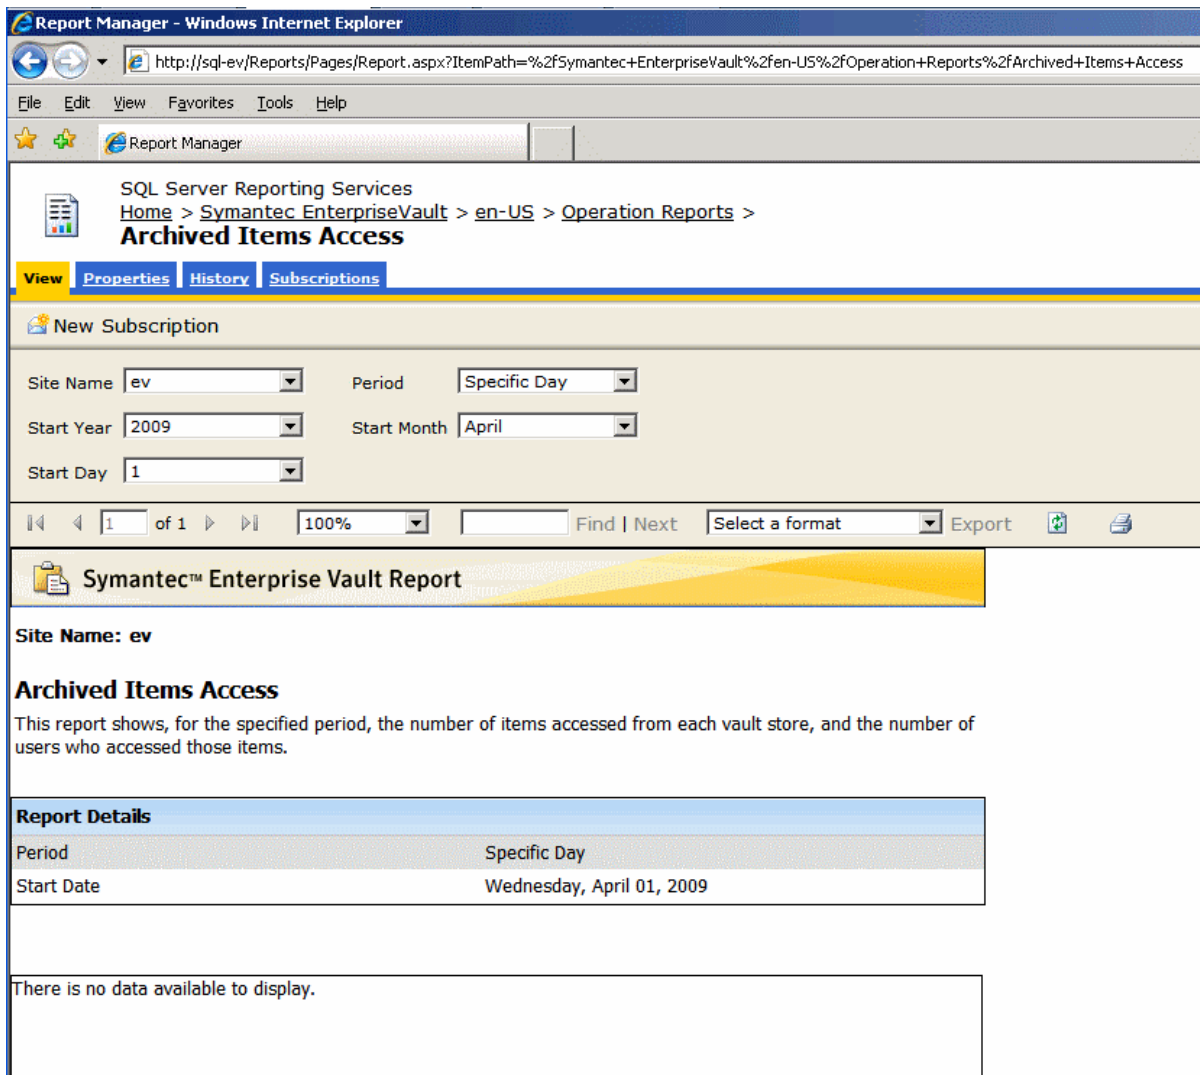 Report Manager - Windows Internet Explorer
http://sql-ev/Reports/Pages/Report.aspx?ItemPath=%2fSymantec+EnterpriseVault%2fen-US%2fOperation+Reports%2fArchived+Items+Access
File Edit View Favorites Tools Help
Report Manager
SQL Server Reporting Services
Home > Symantec EnterpriseVault > en-US > Operation Reports >
Archived Items Access
View Properties History Subscriptions
New Subscription
Site Name ev Period Specific Day
Start Year 2009 Start Month April
Start Day 1
1 of 1 100% Find | Next Select a format Export
Symantec™ Enterprise Vault Report
Site Name: ev
Archived Items Access
This report shows, for the specified period, the number of items accessed from each vault store, and the number of
users who accessed those items.
Report Details
Period Specific Day
Start Date Wednesday, April 01, 2009
There is no data available to display.